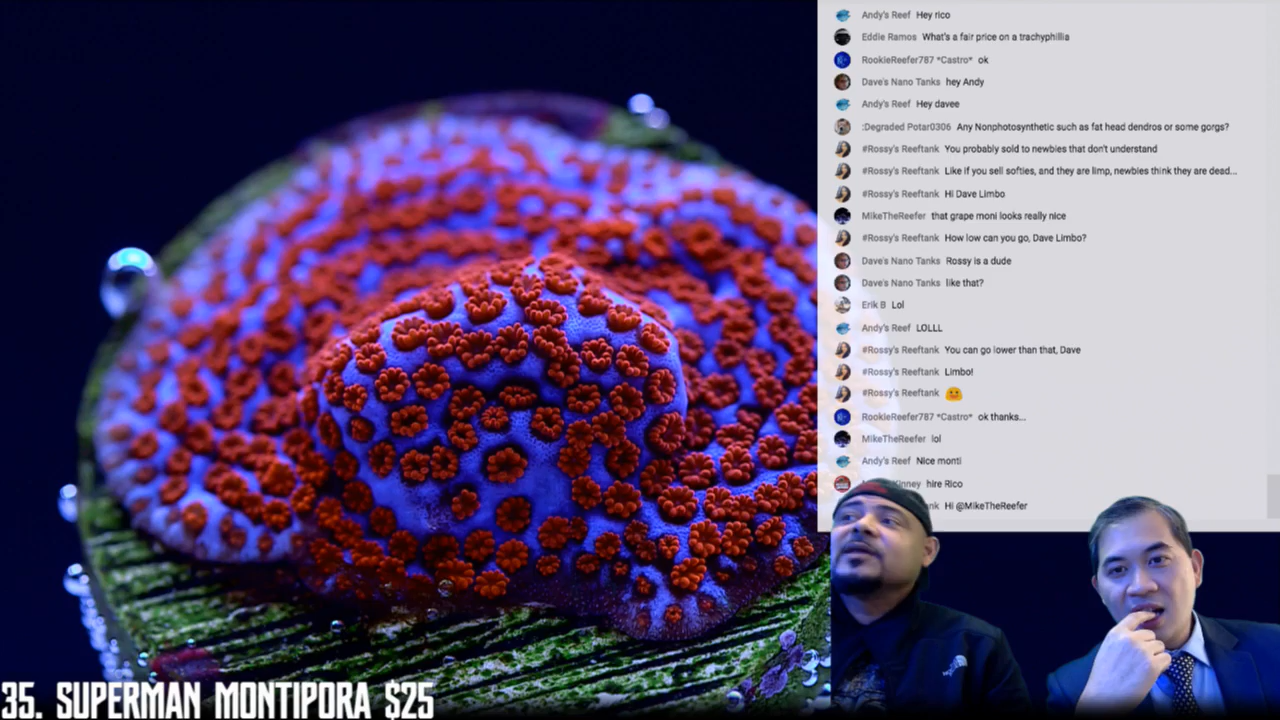 Andy's Reef Hey rico
Eddie Ramos What's a fair price on a trachyphillia
RookieReefer787 *Castro* ok
Dave's Nano Tanks hey Andy
Andy's Reef Hey davee
:Degraded Potar0306 Any Nonphotosynthetic such as fat head dendros or some gorgs?
#Rossy's Reeftank You probably sold to newbies that don't understand
#Rossy's Reeftank Like if you sell softies, and they are limp, newbies think they are dead...
#Rossy's Reeftank Hi Dave Limbo
MikeTheReefer that grape moni looks really nice
#Rossy's Reeftank How low can you go, Dave Limbo?
Dave's Nano Tanks Rossy is a dude
Dave's Nano Tanks like that?
Erik B Lol
Andy's Reef LOLLL
#Rossy's Reeftank You can go lower than that, Dave
#Rossy's Reeftank Limbo!
#Rossy's Reeftank
RookieReefer787 *Castro* ok thanks...
MikeTheReefer lol
Andy's Reef Nice monti
hire Rico
Hi @MikeTheReefer
35. SUPERMAN MONTIPORA $25